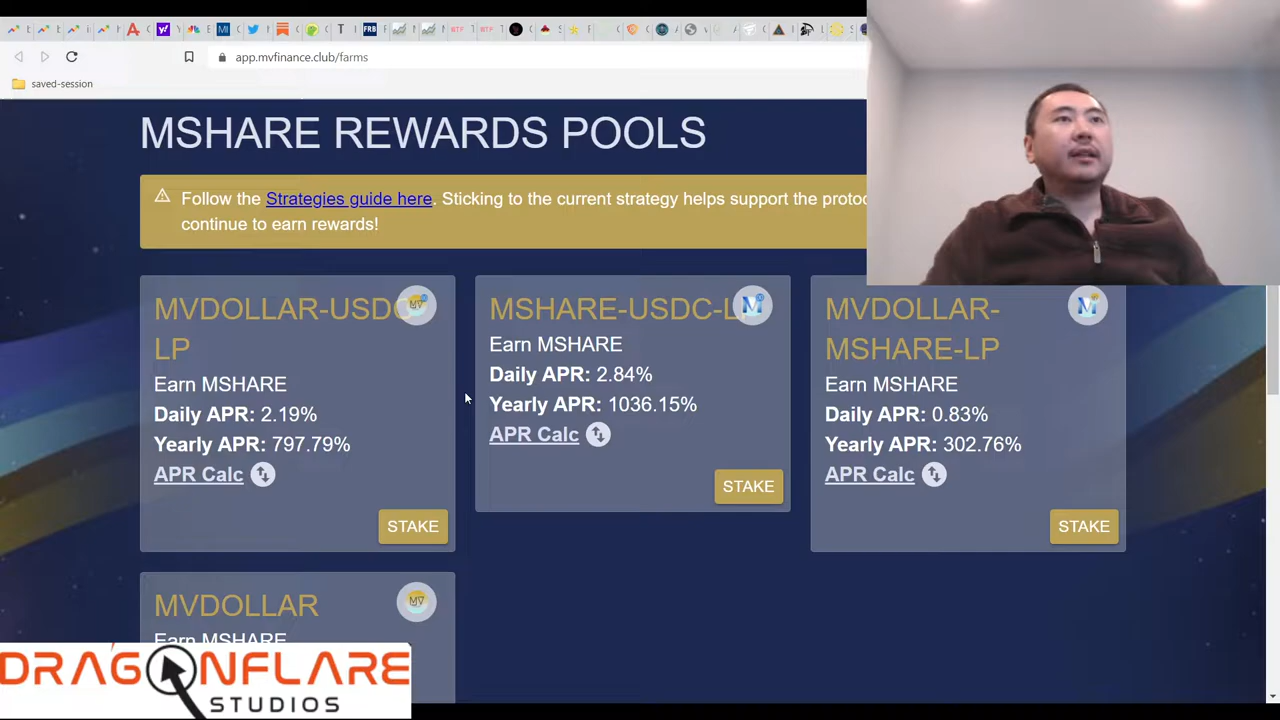 FRB
app.mvfinance.club/farms
saved-session
MSHARE REWARDS POOLS
Follow the Strategies guide here. Sticking to the current strategy helps support the protoc
continue to earn rewards!
MVDOLLAR-USDC
LP
Earn MSHARE
Daily APR: 2.19%
Yearly APR: 797.79%
APR Calc
STAKE
MSHARE-USDC-L
Earn MSHARE
Daily APR: 2.84%
Yearly APR: 1036.15%
APR Calc
STAKE
MVDOLLAR-
MSHARE-LP
Earn MSHARE
Daily APR: 0.83%
Yearly APR: 302.76%
APR Calc
STAKE
MVDOLLAR
Earn MSHARE
DRAGONFLARE
STUDIOS